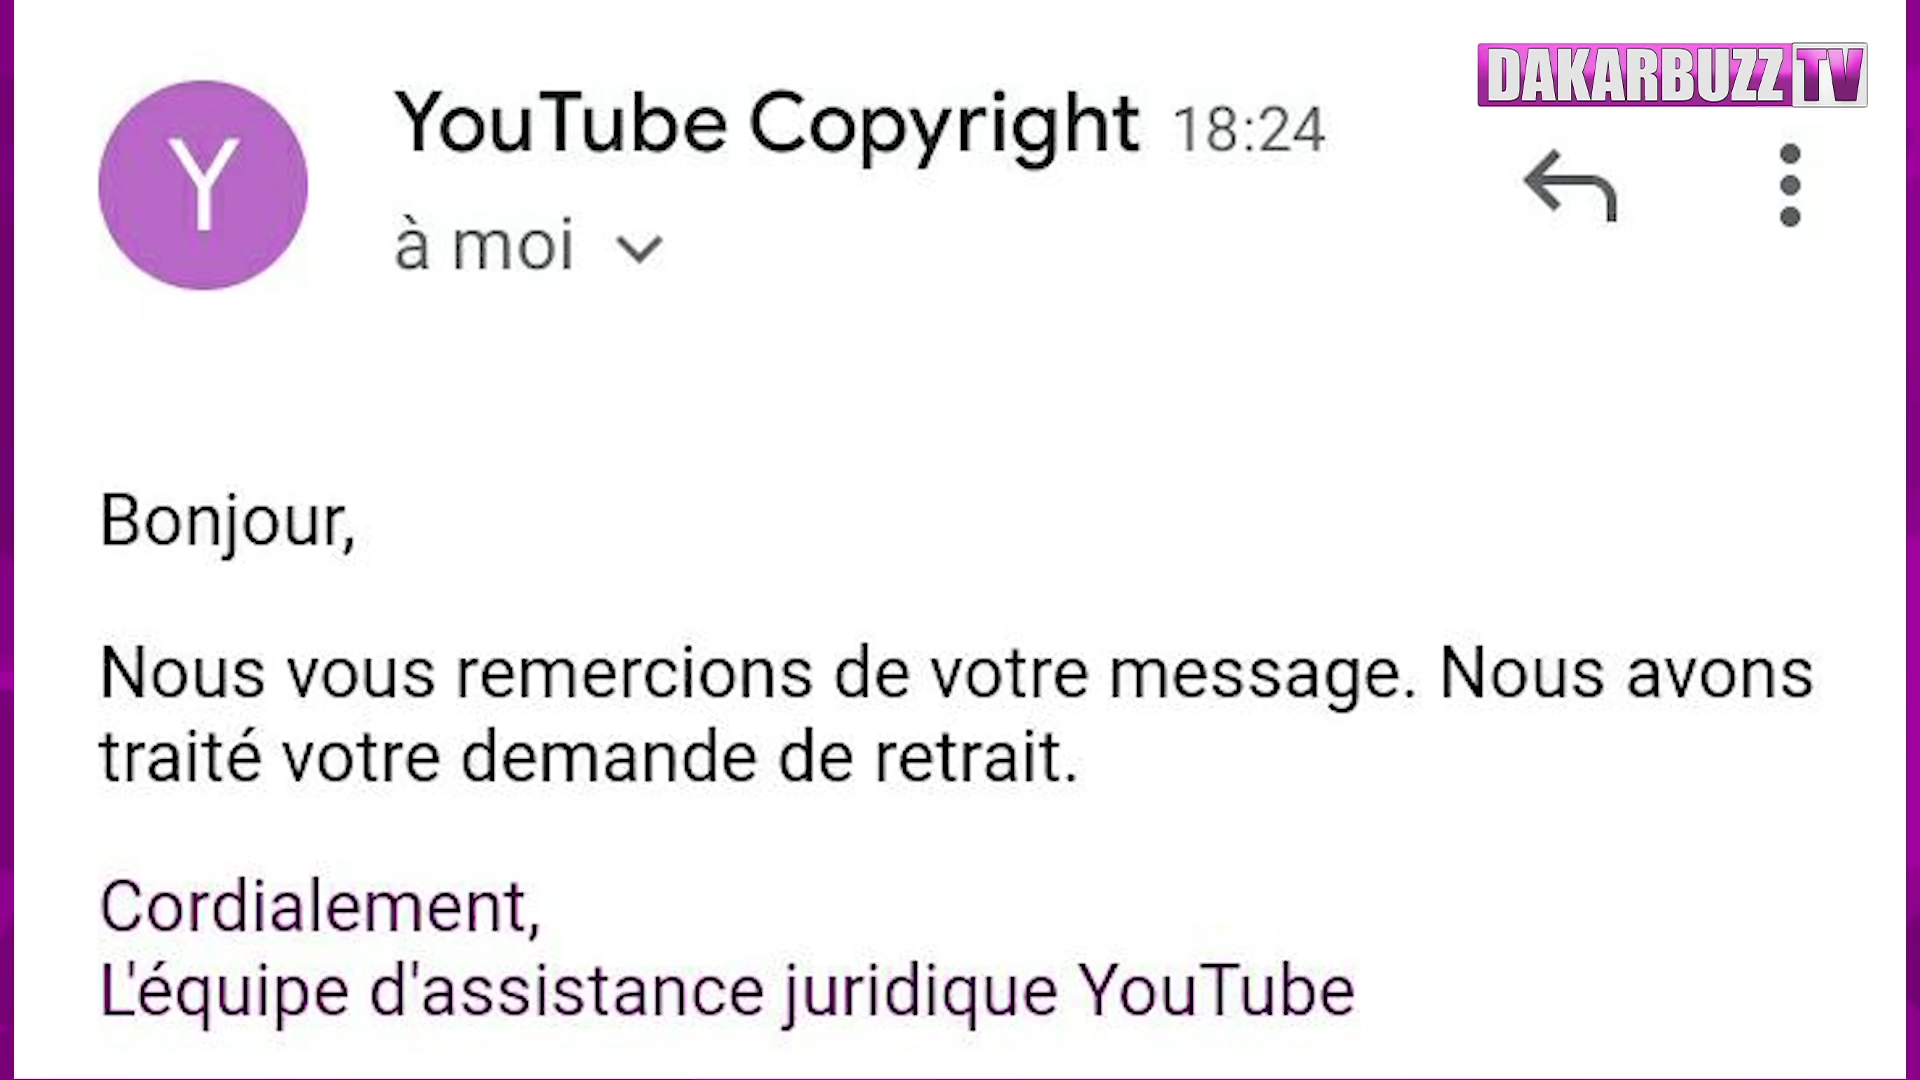 DAKARBUZZ TV
Y
YouTube Copyright 18:24
à moi
Bonjour,
Nous vous remercions de votre message. Nous avons
traité votre demande de retrait.
Cordialement,
L'équipe d'assistance juridique YouTube